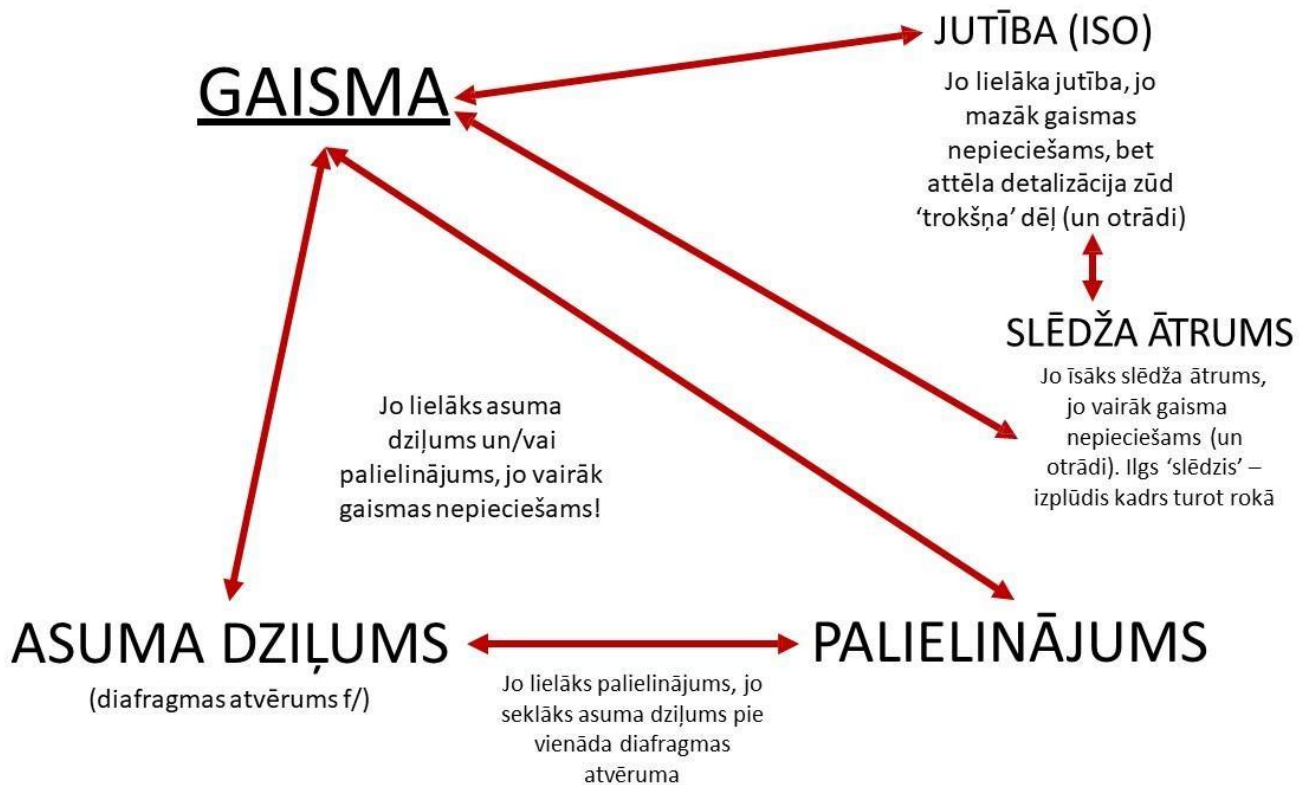 GAISMA
JUTĪBA (ISO)
Jo lielāka jutība, jo
mazāk gaismas
nepieciešams, bet
attēla detalizācija zūd
‘trokšņa’ dēļ (un otrādi)
SLĒDŽA ĀTRUMS
Jo īsāks slēdža ātrums,
jo vairāk gaisma
nepieciešams (un
otrādi). Ilgs ‘slēdzis’ –
izplūdis kadrs turot rokā
Jo lielāks asuma
dziļums un/vai
palielinājums, jo vairāk
gaismas nepieciešams!
ASUMA DZIĻUMS
(diafragmas atvērums f/)
PALIELINĀJUMS
Jo lielāks palielinājums, jo
seklāks asuma dziļums pie
vienāda diafragmas
atvēruma